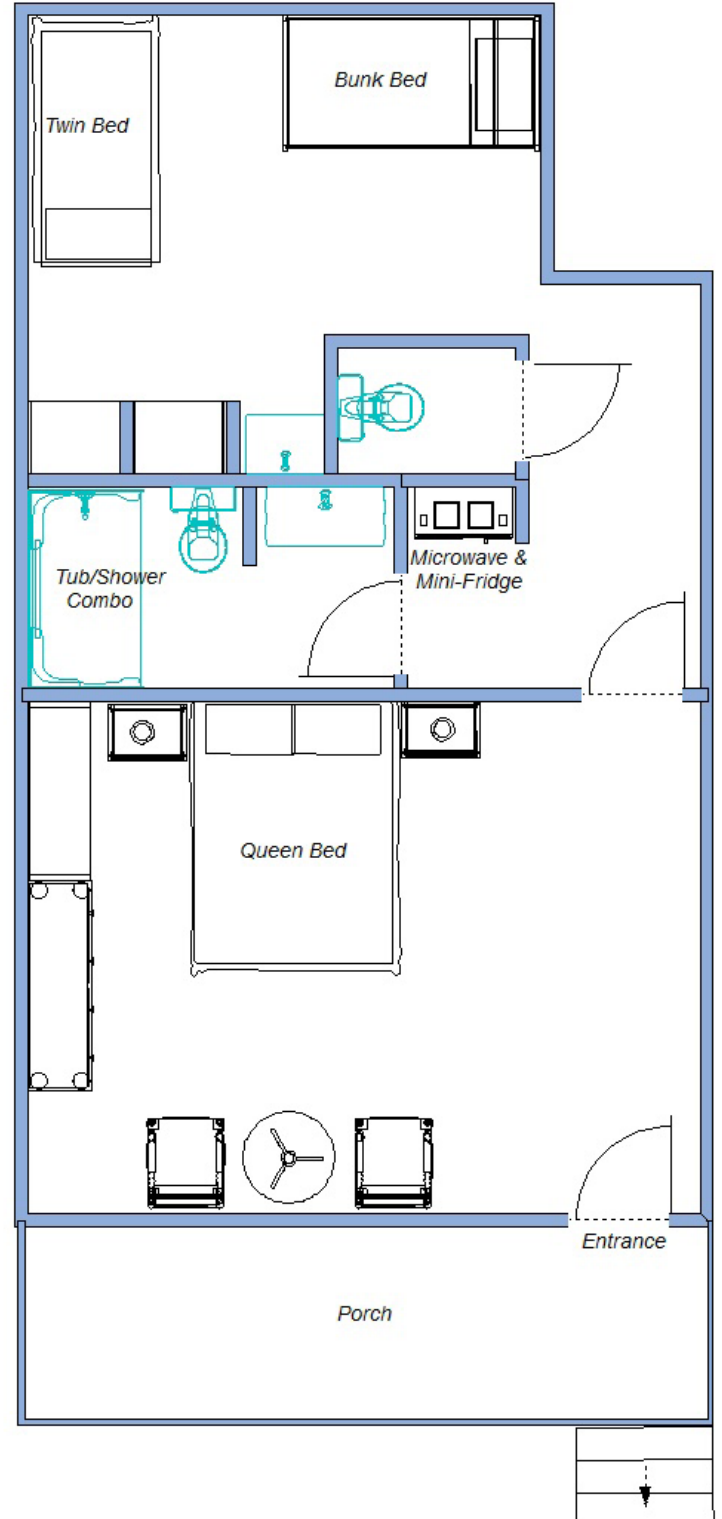 Bunk Bed
Twin Bed
Microwave &
Mini-Fridge
Tub/Shower
Combo
Queen Bed
Entrance
Porch